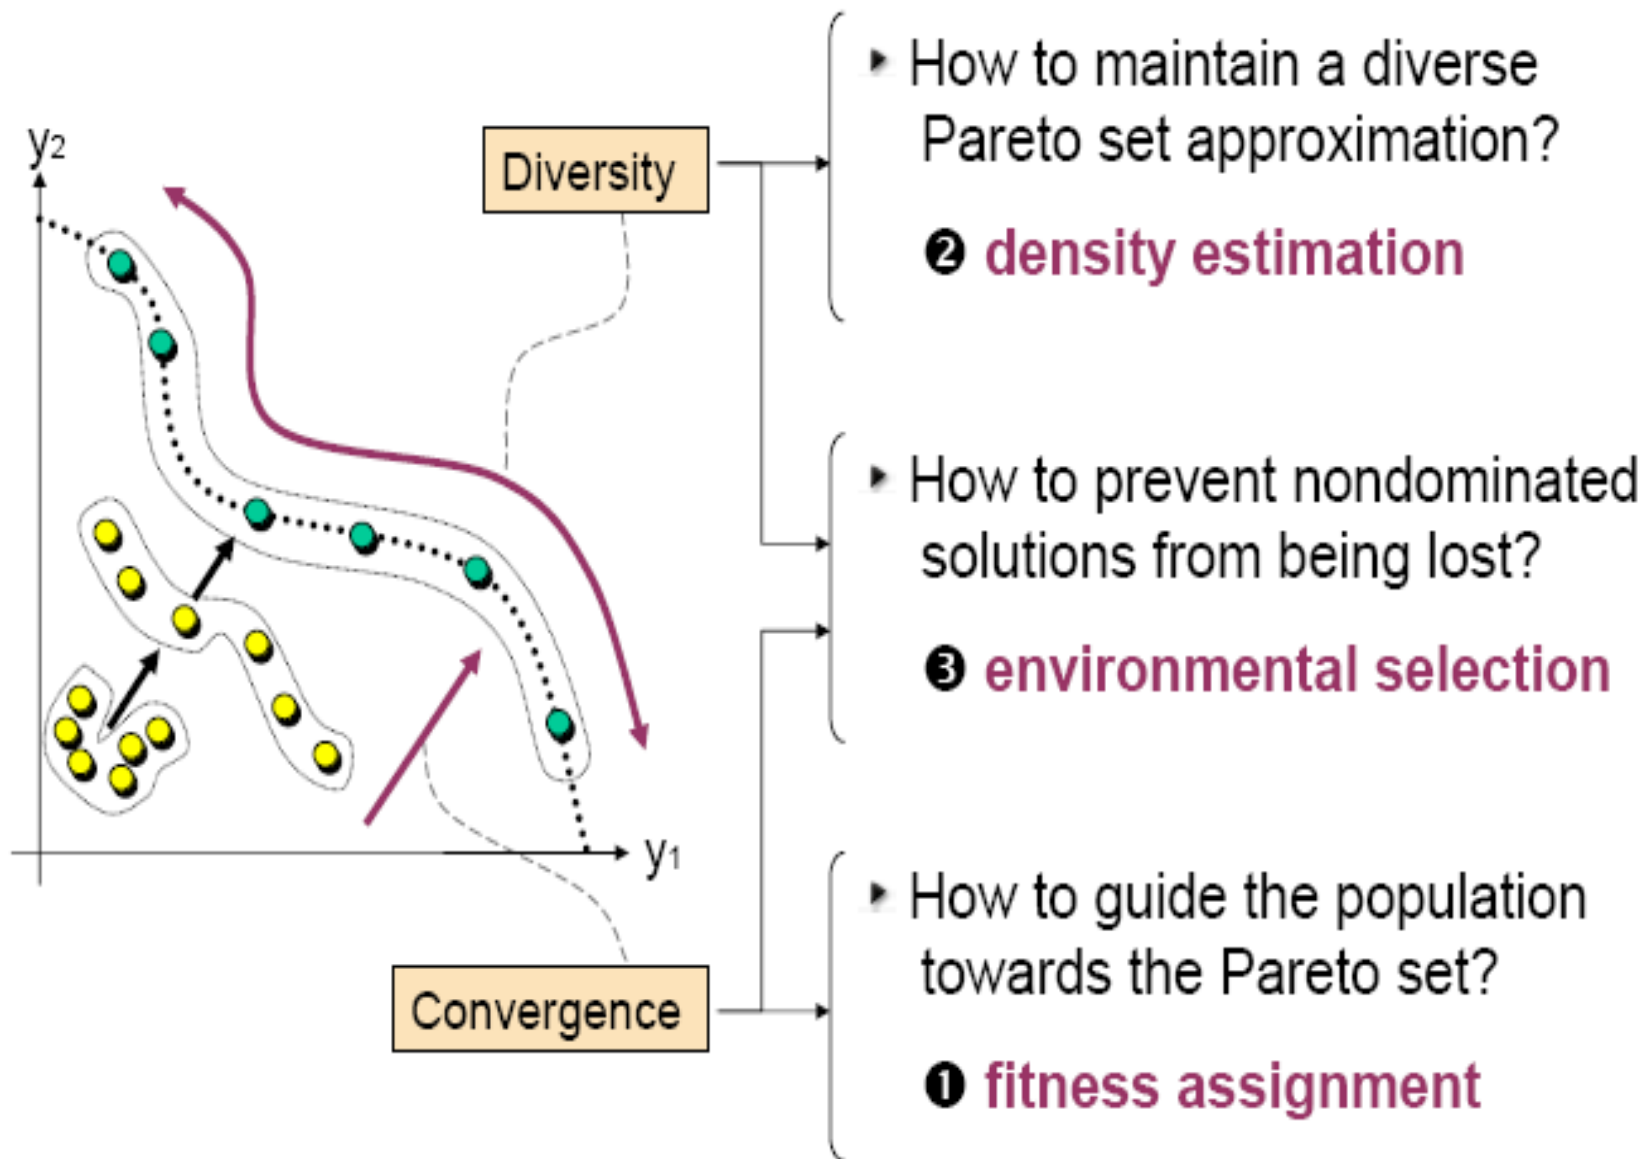 y2
y1
Diversity
Convergence
How to maintain a diverse
Pareto set approximation?
❷ density estimation
How to prevent nondominated
solutions from being lost?
❸ environmental selection
How to guide the population
towards the Pareto set?
❶ fitness assignment